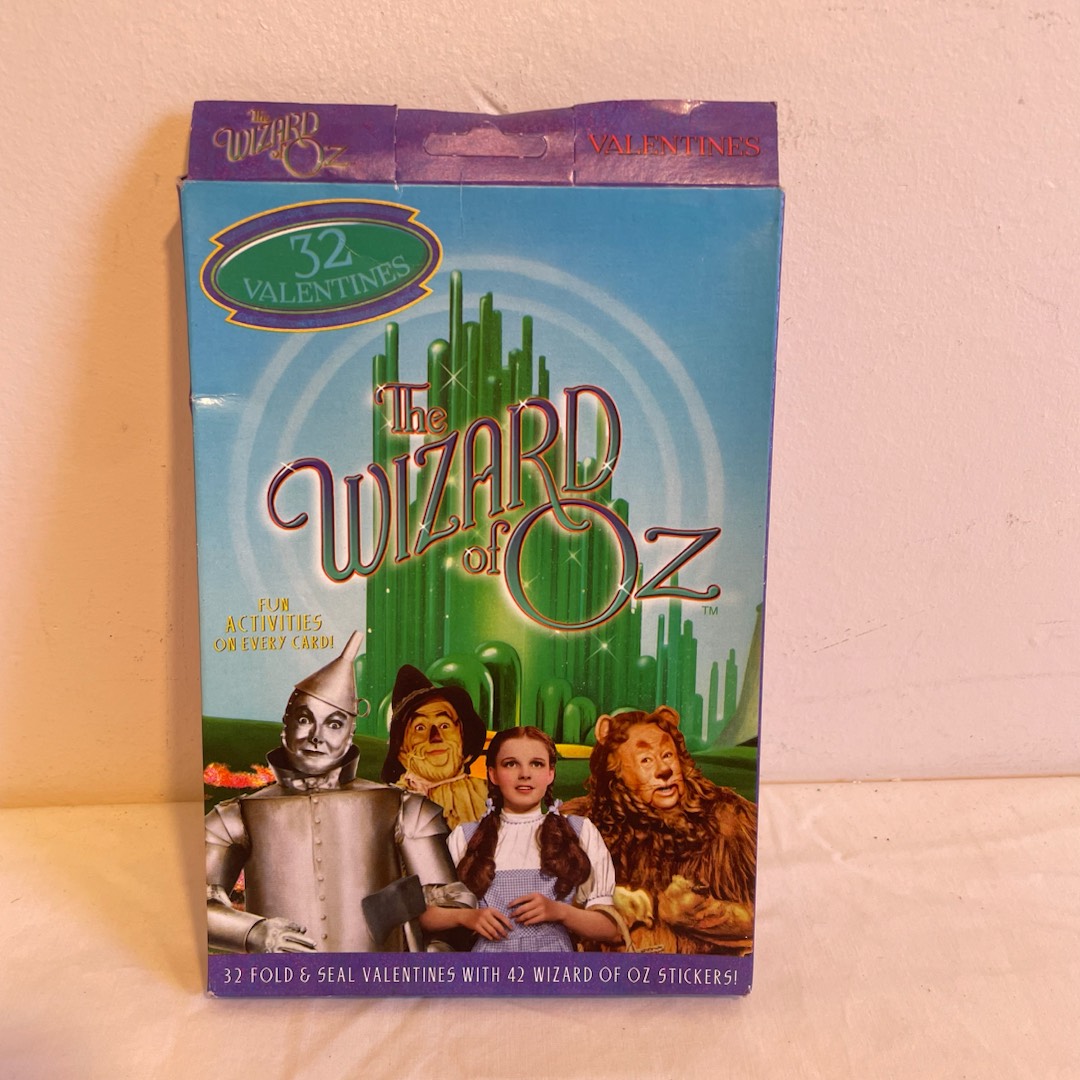 The
WIZARD
of OZ
VALENTINES
32
VALENTINES
The
WIZARD
of OZ
TM
FUN
ACTIVITIES
ON EVERY CARD!
32 FOLD & SEAL VALENTINES WITH 42 WIZARD OF OZ STICKERS!